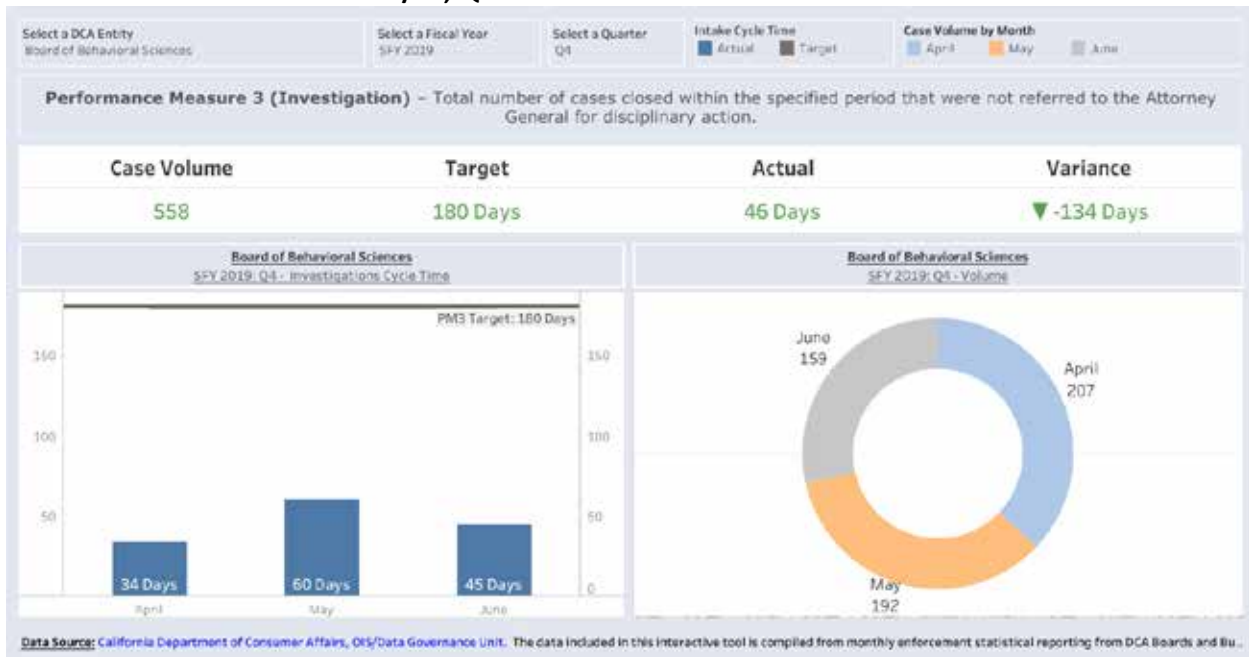 Select a DCA Entity
Board of Behavioral Sciences
Select a Fiscal Year
SFY 2019
Select a Quarter
Q4
Intake Cycle Time
Actual Target
Case Volume by Month
April May June
Performance Measure 3 (Investigation) – Total number of cases closed within the specified period that were not referred to the Attorney
General for disciplinary action.
Case Volume Target Actual Variance
558 180 Days 46 Days ▼ -134 Days
Board of Behavioral Sciences
SFY 2019: Q4 - Investigations Cycle Time
PM3 Target: 180 Days
150 150
100 100
50 50
0
34 Days 60 Days 45 Days
April May June
Board of Behavioral Sciences
SFY 2019: Q4 - Volume
June
159
April
207
May
192
Data Source: California Department of Consumer Affairs, OIS/Data Governance Unit. The data included in this interactive tool is compiled from monthly enforcement statistical reporting from DCA Boards and Bu..